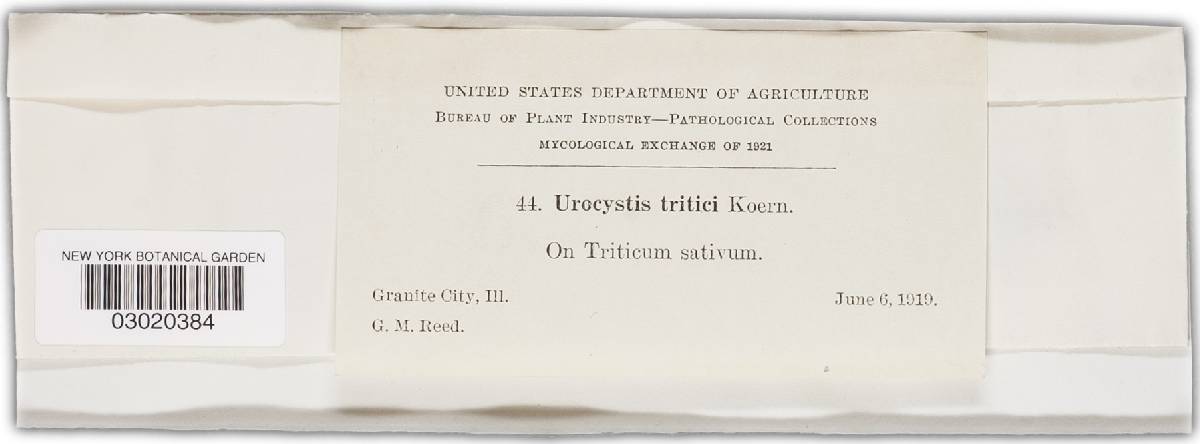 UNITED STATES DEPARTMENT OF AGRICULTURE
BUREAU OF PLANT INDUSTRY—PATHOLOGICAL COLLECTIONS
MYCOLOGICAL EXCHANGE OF 1921
44. Urocystis tritici Koern.
On Triticum sativum.
Granite City, Ill.
June 6, 1919.
G. M. Reed.
NEW YORK BOTANICAL GARDEN
03020384